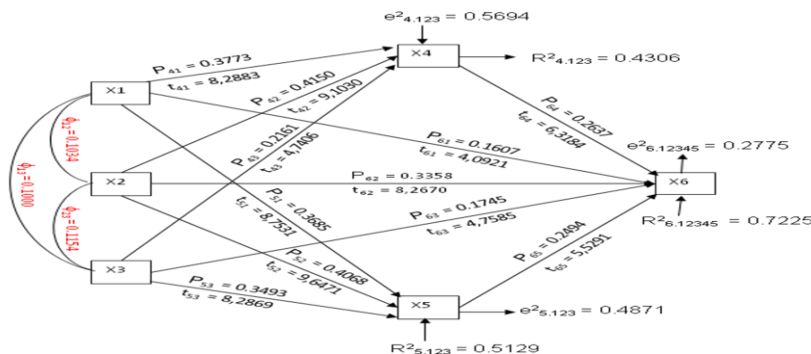 e²4.123 = 0.5694
X4
R²4.123 = 0.4306
P41 = 0.3773
t41 = 8,2883
P42 = 0.4150
t42 = 9,1030
P43 = 0.2161
t43 = 4,7406
X1
P64 = 0.2637
t64 = 6,3184
P61 = 0.1607
t61 = 4,0921
e²6.12345 = 0.2775
ϕ12=0.1034
ϕ13=0.1000
X2
P62 = 0.3358
t62 = 8,2670
X6
P51 = 0.3685
t51 = 8,7531
P63 = 0.1745
t63 = 4,7585
R²6.12345 = 0.7225
ϕ23=0.1154
P52 = 0.4068
t52 = 9,6471
P65 = 0.2494
t65 = 5,5291
X3
P53 = 0.3493
t53 = 8,2869
X5
e²5.123 = 0.4871
R²5.123 = 0.5129